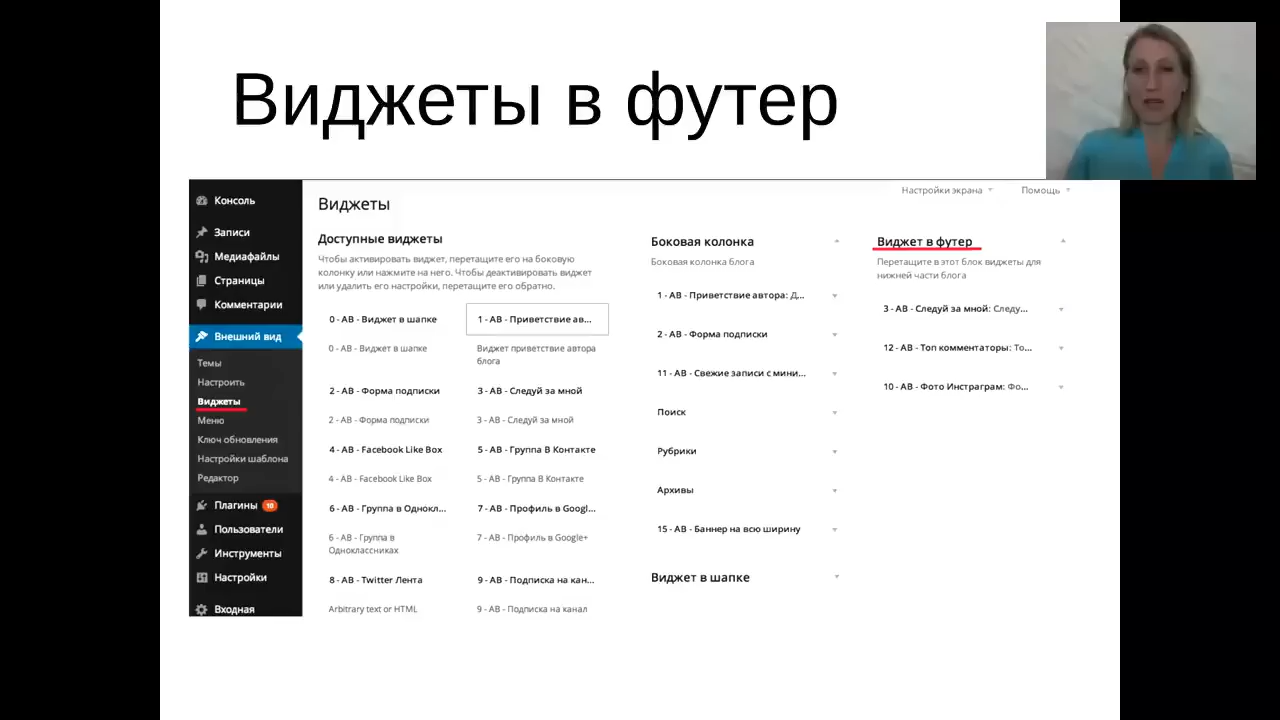 Виджеты в футер
Настройки экрана
Помощь
Консоль
Записи
Медиафайлы
Страницы
Комментарии
Внешний вид
Темы
Настроить
Виджеты
Меню
Ключ обновления
Настройки шаблона
Редактор
Плагины 10
Пользователи
Инструменты
Настройки
Входная
Виджеты
Доступные виджеты
Чтобы активировать виджет, перетащите его на боковую
колонку или нажмите на него. Чтобы деактивировать виджет
или удалить его настройки, перетащите его обратно.
0 - АВ - Виджет в шапке
1 - АВ - Приветствие ав...
0 - АВ - Виджет в шапке
Виджет приветствие автора
блога
2 - АВ - Форма подписки
3 - АВ - Следуй за мной
2 - АВ - Форма подписки
3 - АВ - Следуй за мной
4 - АВ - Facebook Like Box
5 - АВ - Группа В Контакте
4 - АВ - Facebook Like Box
5 - АВ - Группа В Контакте
6 - АВ - Группа в Однокл...
7 - АВ - Профиль в Googl...
6 - АВ - Группа в
Одноклассниках
7 - АВ - Профиль в Google+
8 - АВ - Twitter Лента
9 - АВ - Подписка на кан...
Arbitrary text or HTML
9 - АВ - Подписка на канал
Боковая колонка
Боковая колонка блога
1 - АВ - Приветствие автора: Д...
2 - АВ - Форма подписки
11 - АВ - Свежие записи с мини...
Поиск
Рубрики
Архивы
15 - АВ - Баннер на всю ширину
Виджет в шапке
Виджет в футер
Перетащите в этот блок виджеты для
нижней части блога
3 - АВ - Следуй за мной: Следу...
12 - АВ - Топ комментаторы: То...
10 - АВ - Фото Инстраграм: Фо...